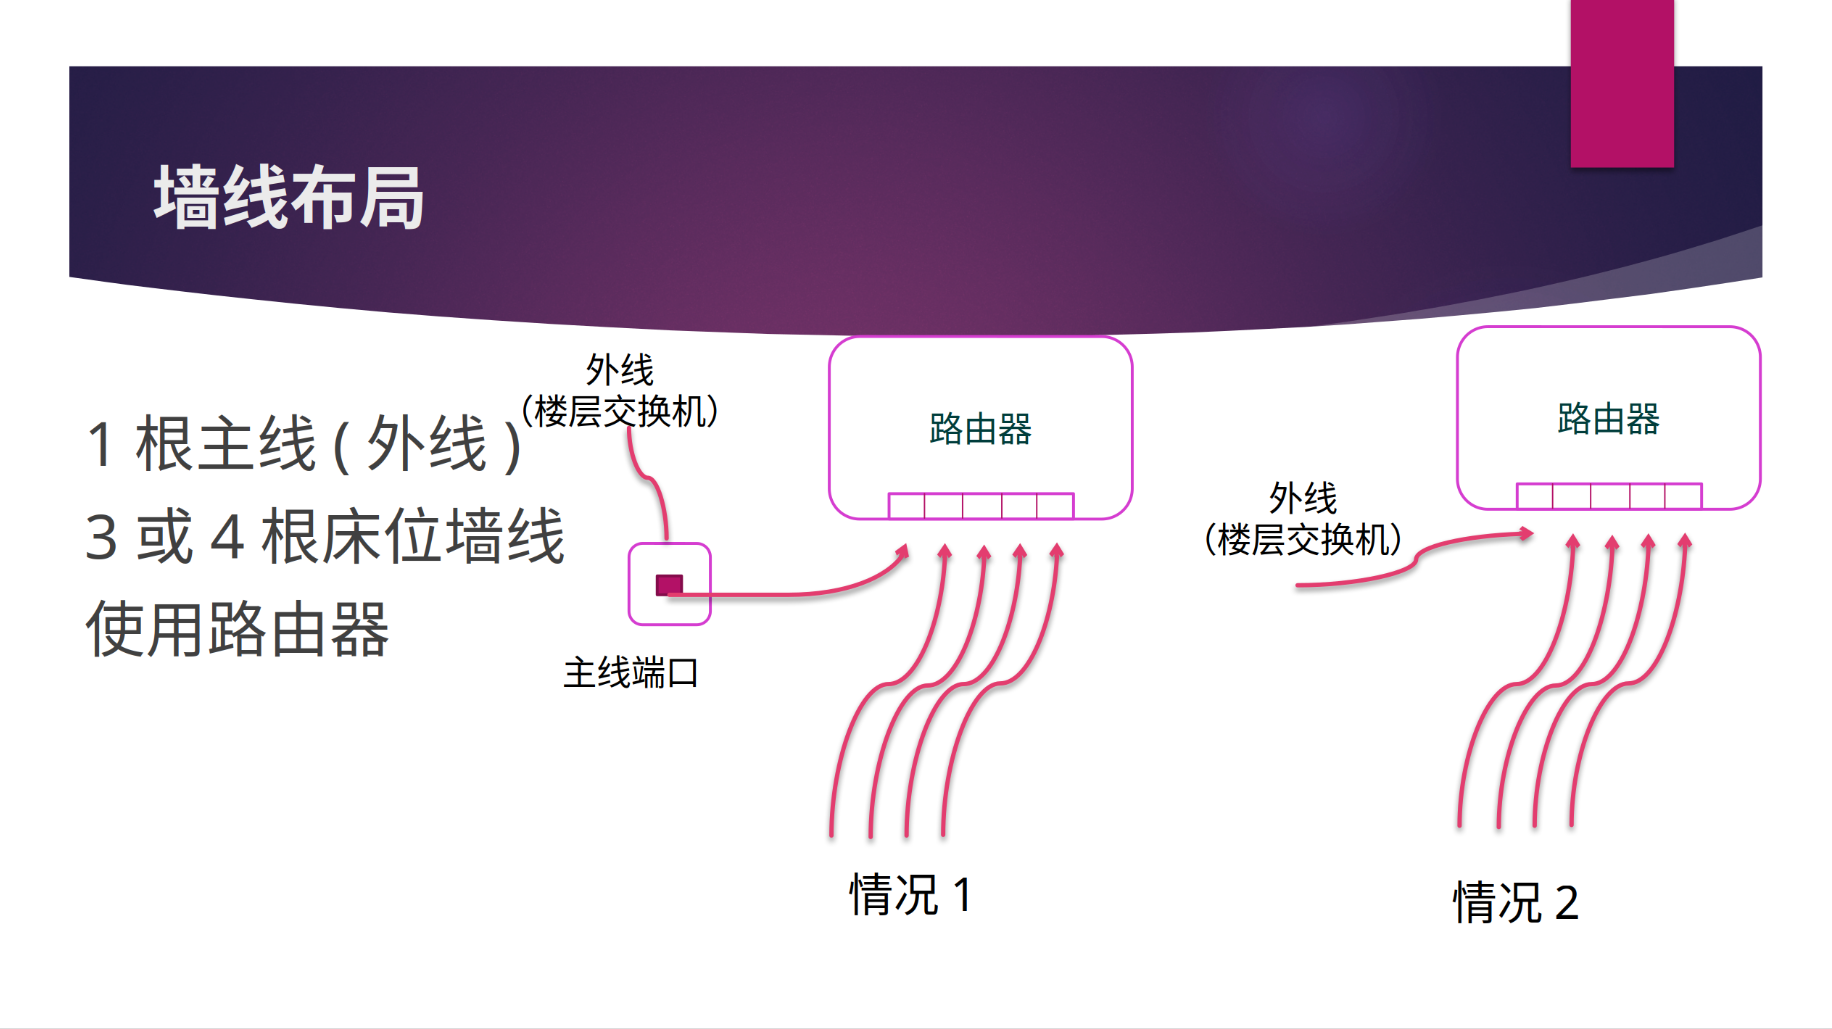 墙线布局
1 根主线 ( 外线 )
3 或 4 根床位墙线
使用路由器
外线
（楼层交换机）
主线端口
路由器
情况 1
外线
（楼层交换机）
路由器
情况 2